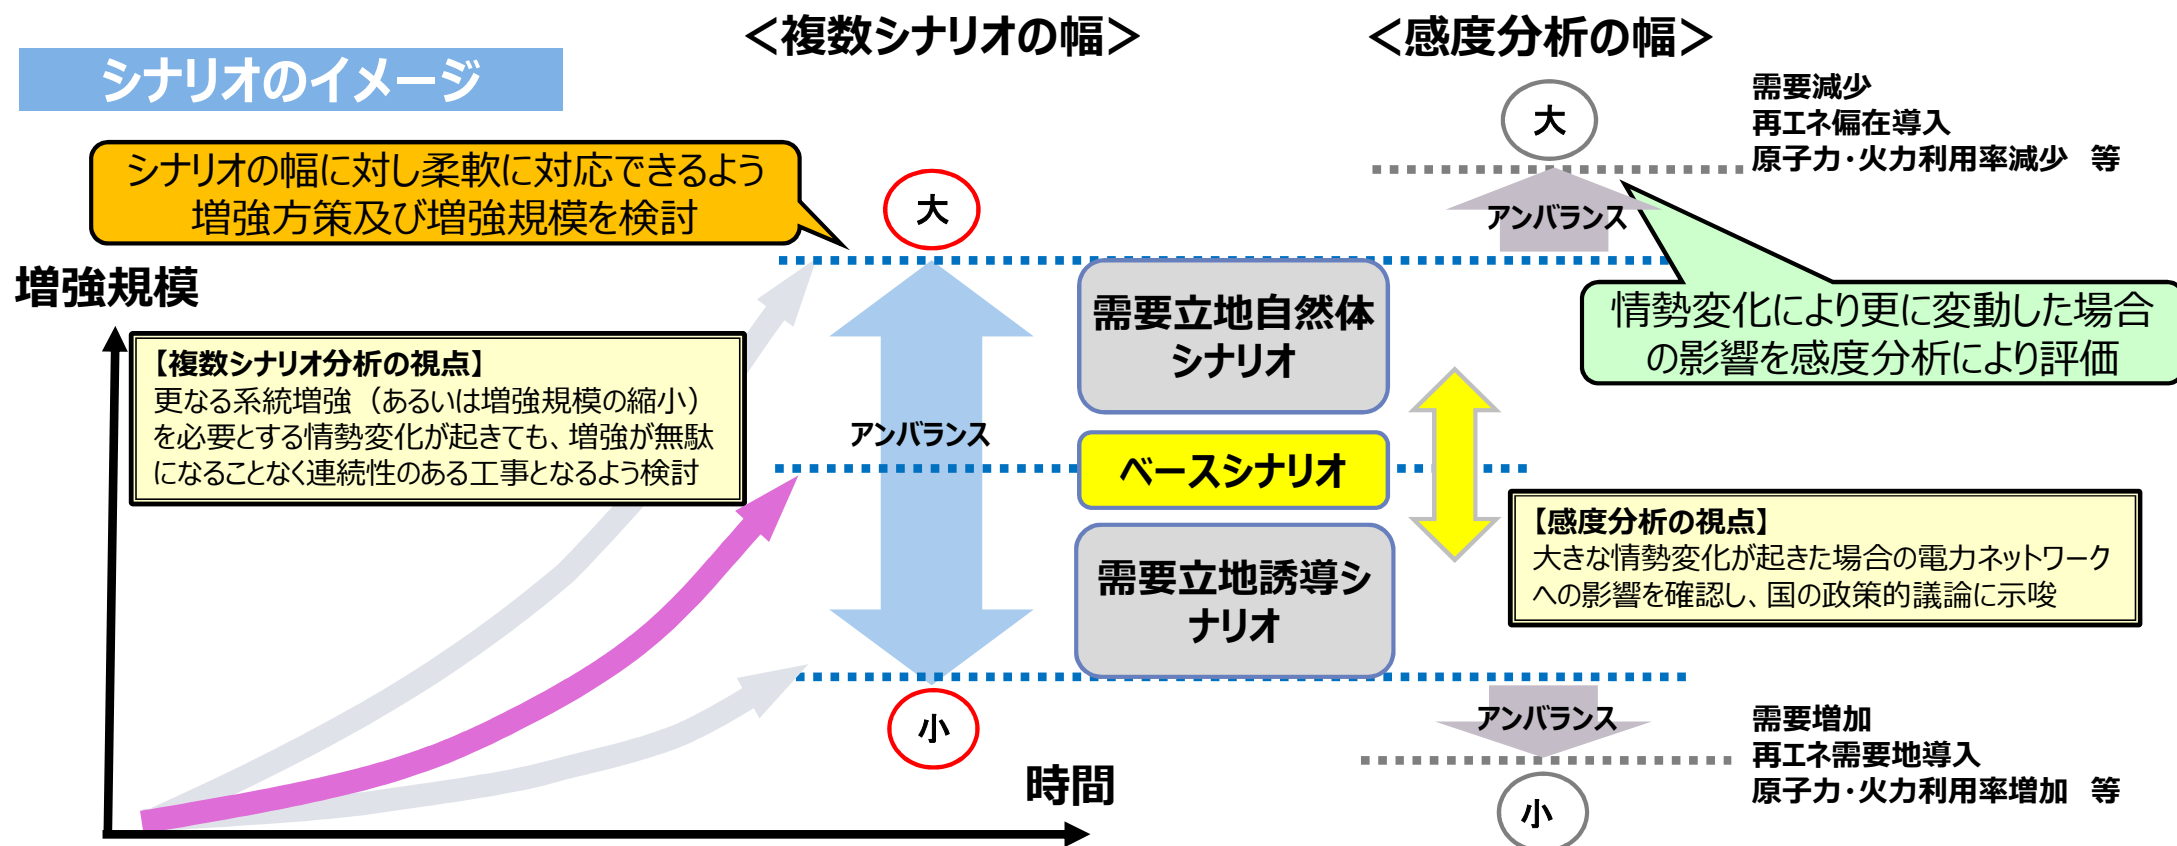 ＜複数シナリオの幅＞
＜感度分析の幅＞
シナリオのイメージ
大
需要減少
再エネ偏在導入
原子力・火力利用率減少　等
シナリオの幅に対し柔軟に対応できるよう
増強方策及び増強規模を検討
大
アンバランス
増強規模
需要立地自然体
シナリオ
情勢変化により更に変動した場合
の影響を感度分析により評価
【複数シナリオ分析の視点】
更なる系統増強（あるいは増強規模の縮小）
を必要とする情勢変化が起きても、増強が無駄
になることなく連続性のある工事となるよう検討
アンバランス
ベースシナリオ
【感度分析の視点】
大きな情勢変化が起きた場合の電力ネットワーク
への影響を確認し、国の政策的議論に示唆
需要立地誘導シ
ナリオ
小
アンバランス
需要増加
再エネ需要地導入
原子力・火力利用率増加　等
時間
小